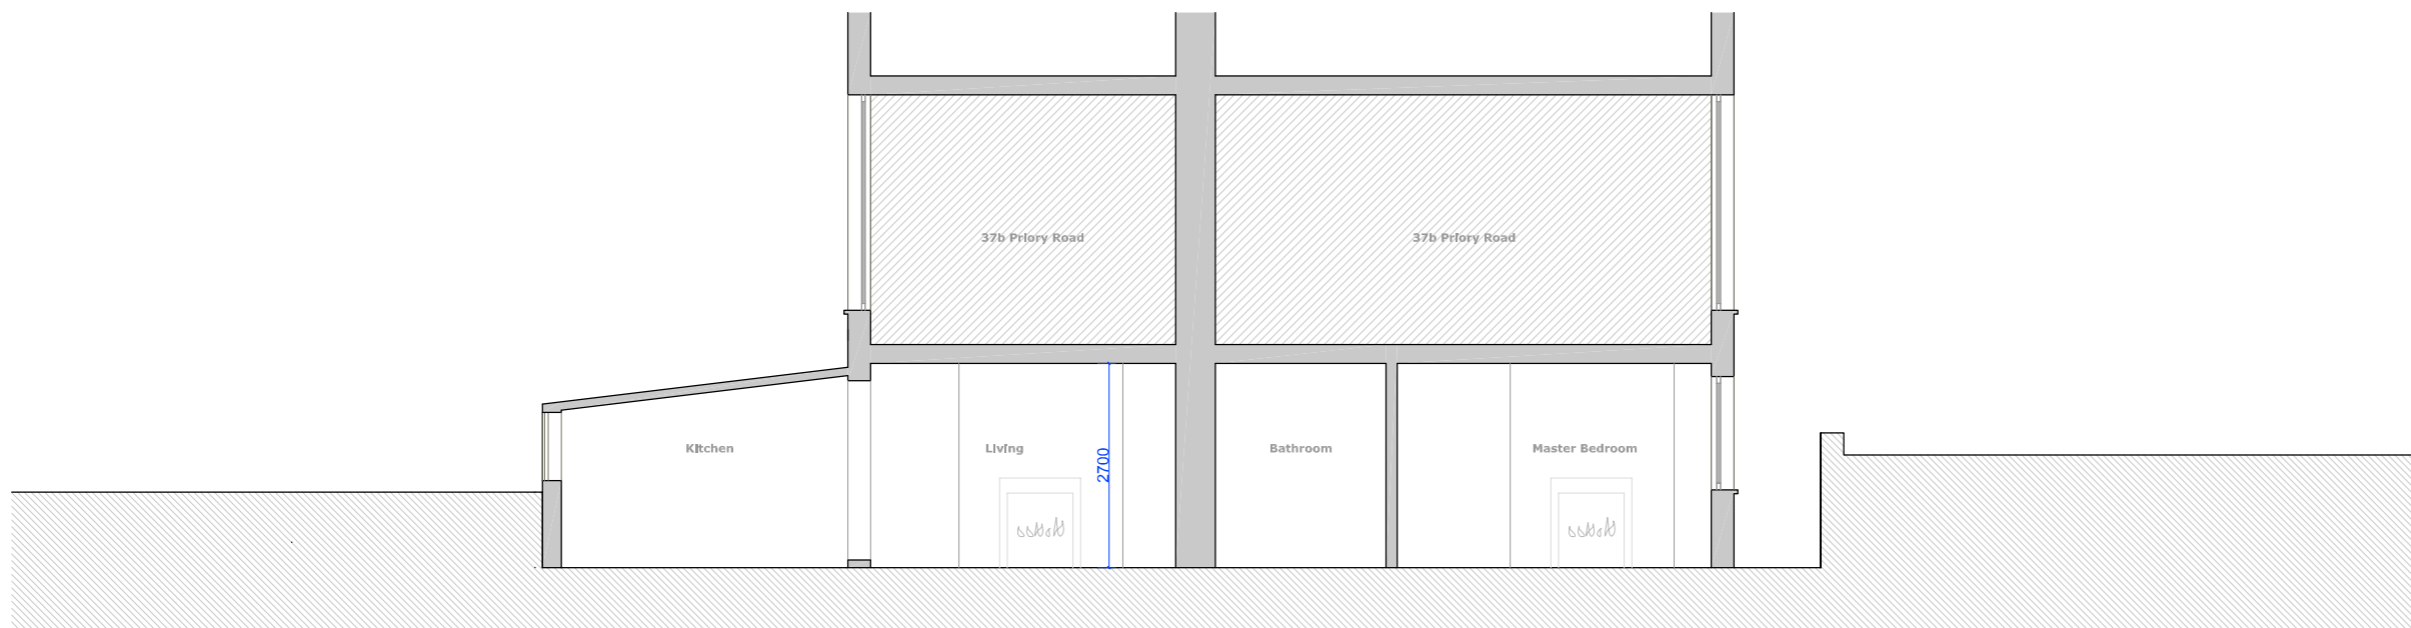 37b Priory Road
37b Priory Road
Kitchen
Living
2700
Bathroom
Master Bedroom